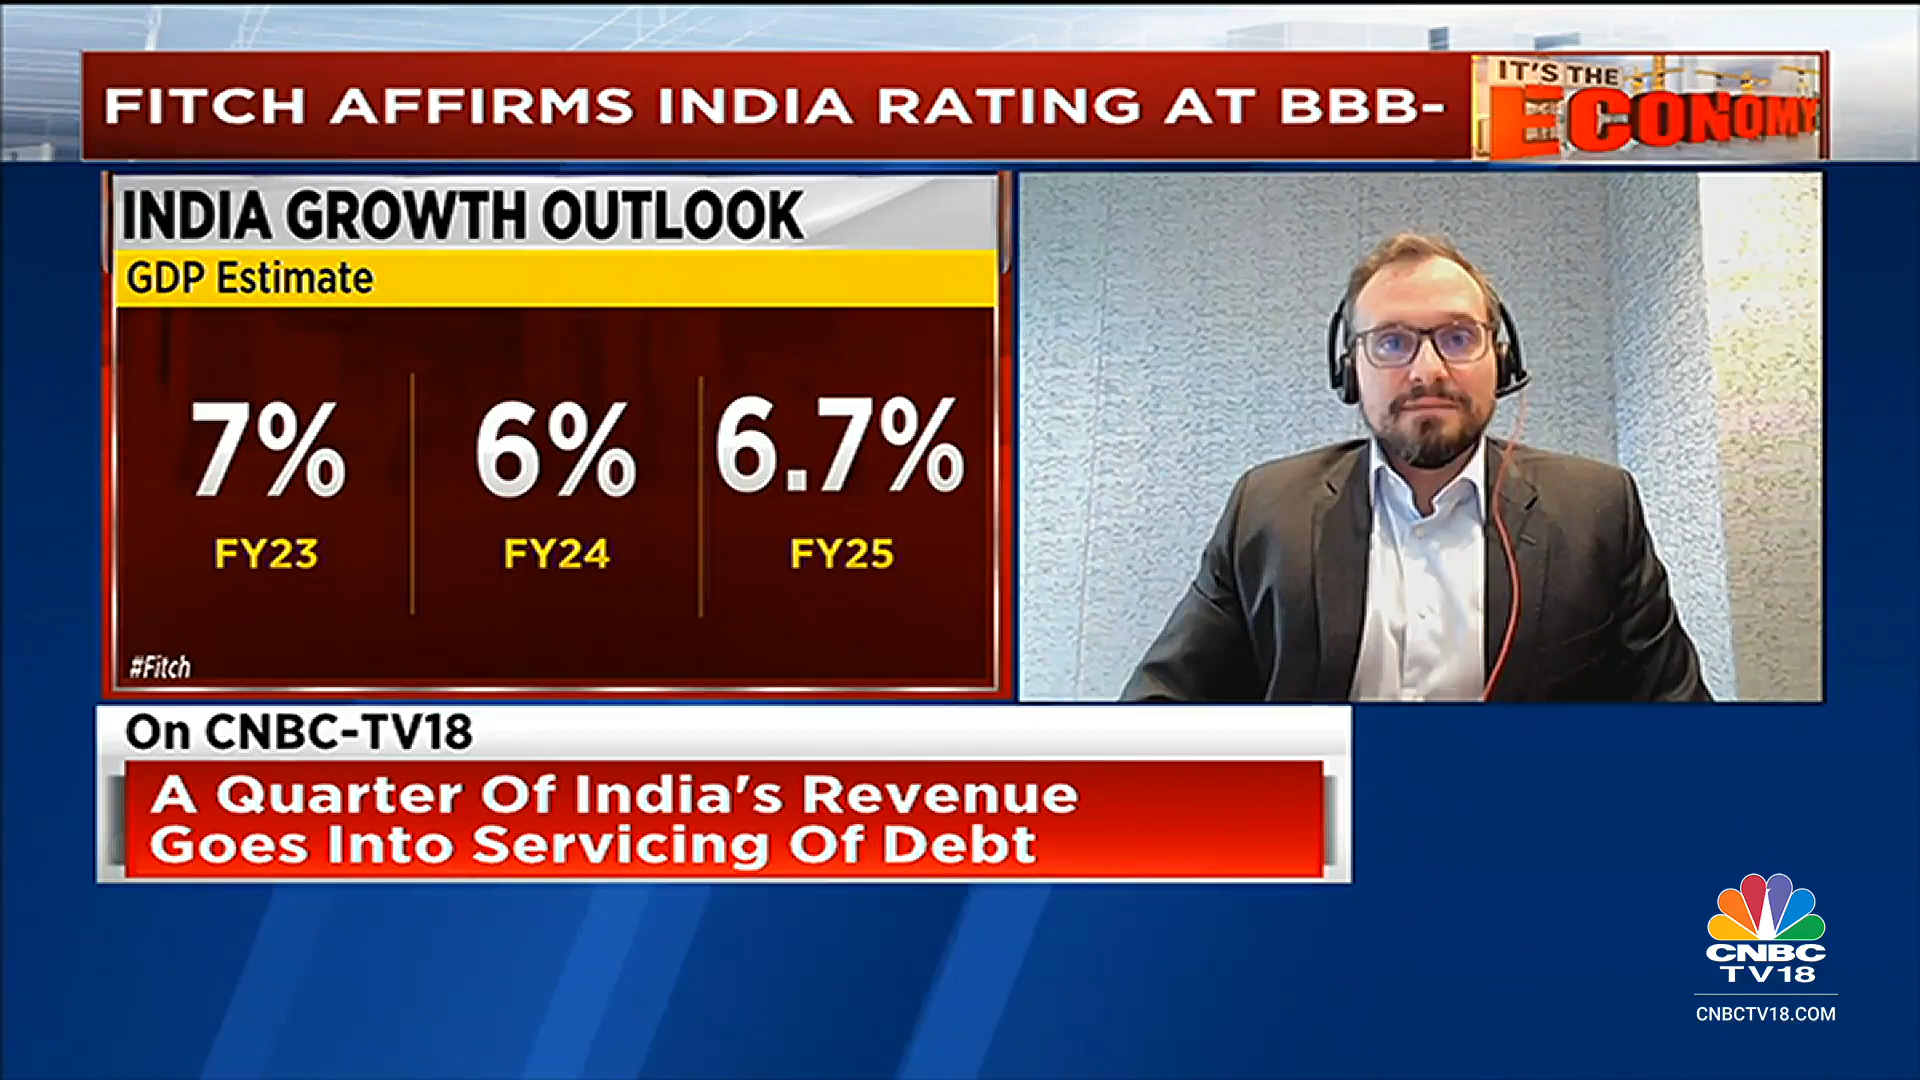 FITCH AFFIRMS INDIA RATING AT BBB-
IT'S THE
ECONOMY
INDIA GROWTH OUTLOOK
GDP Estimate
7% 6% 6.7%
FY23 FY24 FY25
#Fitch
On CNBC-TV18
A Quarter Of India's Revenue
Goes Into Servicing Of Debt
CNBC
TV18
CNBCTV18.COM